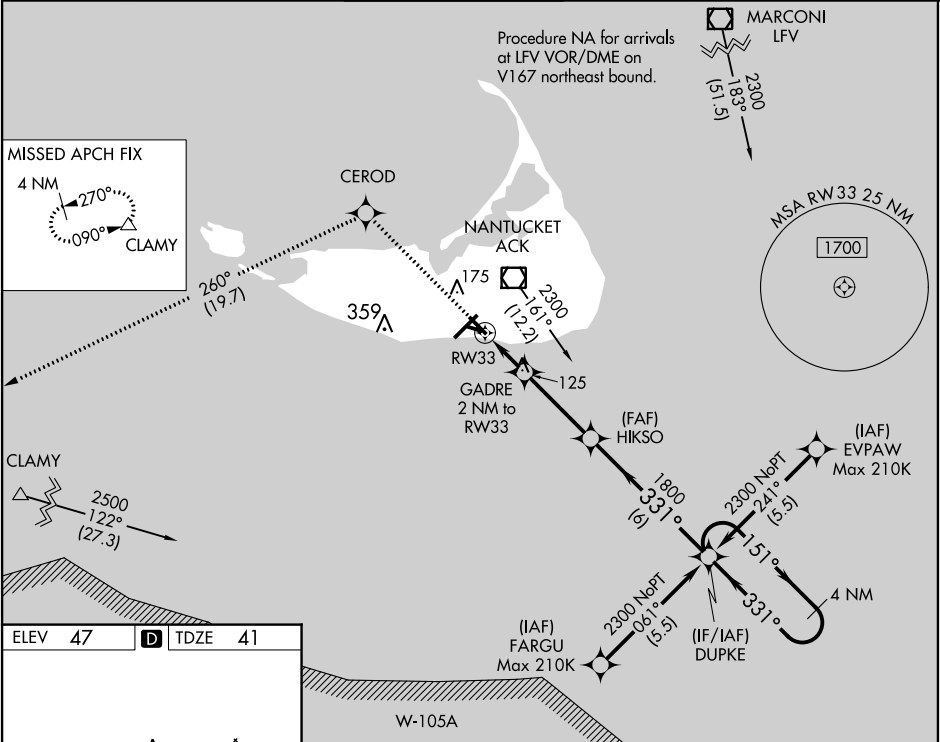 Procedure NA for arrivals
at LFV VOR/DME on
V167 northeast bound.
MARCONI
LFV
2300
183°
(51.5)
MISSED APCH FIX
4 NM
270°
090°
CLAMY
CEROD
NANTUCKET
ACK
175
2300
161°
(12.2)
359
260°
(19.7)
RW33
GADRE
2 NM to
RW33
125
MSA RW33 25 NM
1700
(FAF)
HIKSO
(IAF)
EVPAW
Max 210K
CLAMY
2500
122°
(27.3)
1800
331°
(6)
2300 NoPT
241°
(5.5)
151°
331°
4 NM
2300 NoPT
061°
(5.5)
(IAF)
FARGU
Max 210K
(IF/IAF)
DUPKE
ELEV 47 D TDZE 41
W-105A